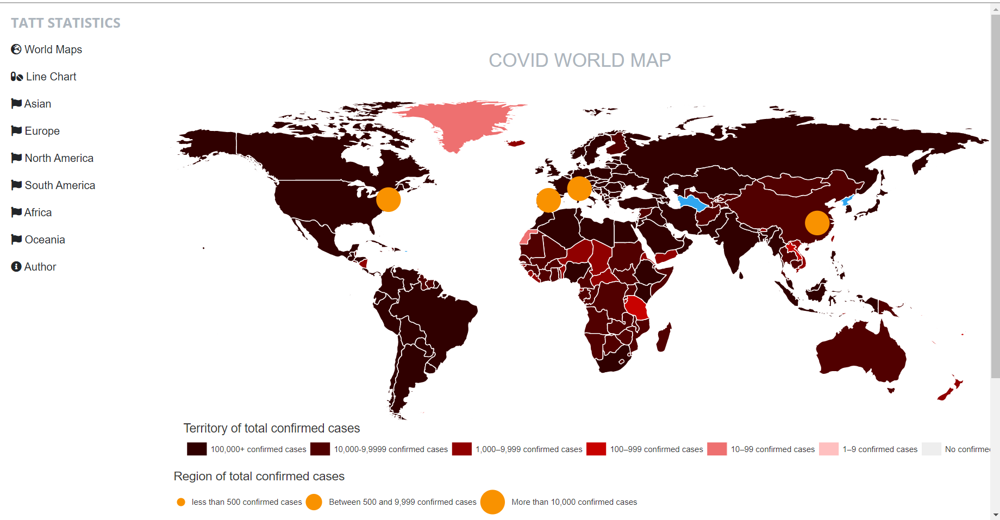 TATT STATISTICS
World Maps
Line Chart
Asian
Europe
North America
South America
Africa
Oceania
Author
COVID WORLD MAP
Territory of total confirmed cases
100,000+ confirmed cases
10,000-9,9999 confirmed cases
1,000–9,999 confirmed cases
100–999 confirmed cases
10–99 confirmed cases
1–9 confirmed cases
No confirme
Region of total confirmed cases
less than 500 confirmed cases
Between 500 and 9,999 confirmed cases
More than 10,000 confirmed cases